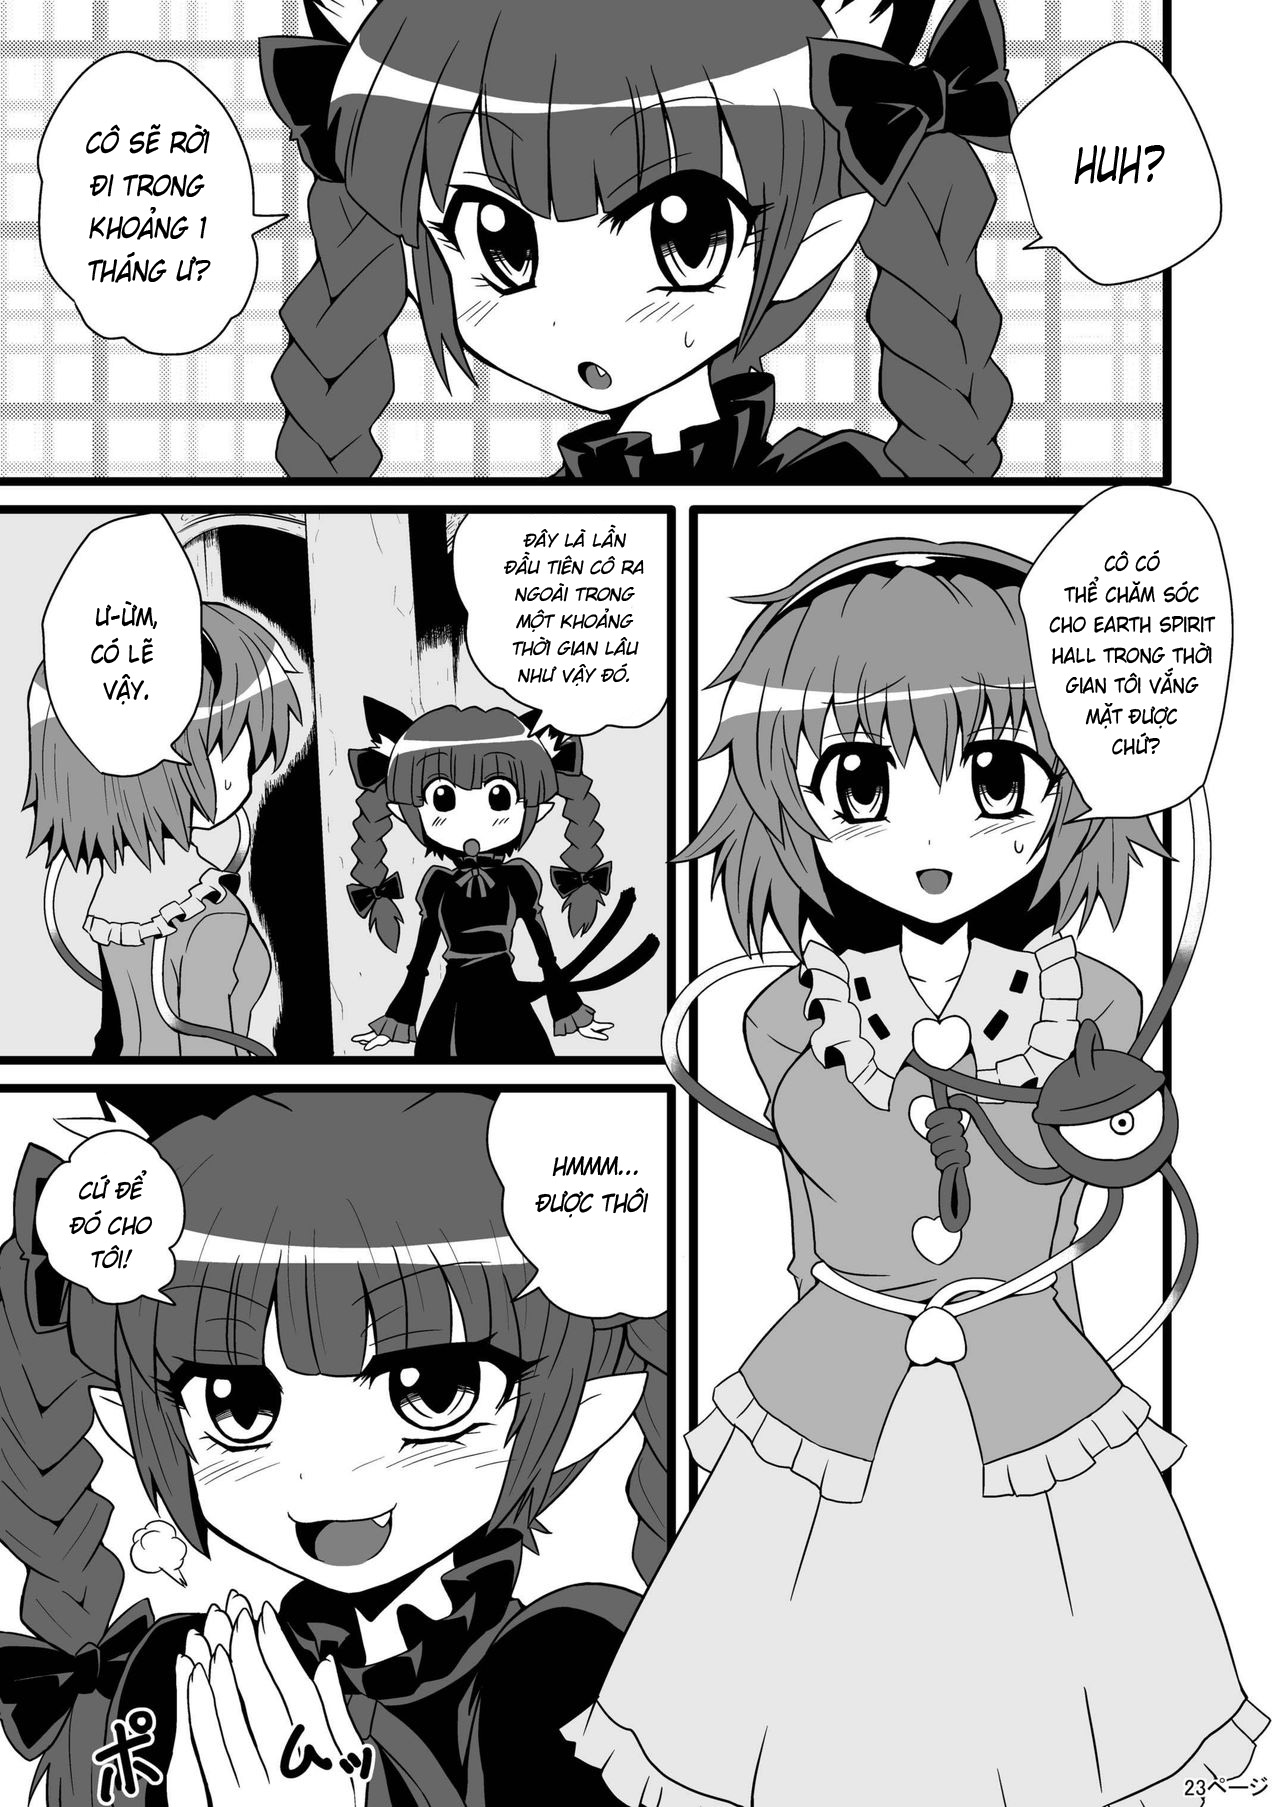 HUH?
CÔ SẼ RỜI
ĐI TRONG
KHOẢNG 1
THÁNG Ư?
CÔ CÓ
THỂ CHĂM SÓC
CHO EARTH SPIRIT
HALL TRONG THỜI
GIAN TÔI VẮNG
MẶT ĐƯỢC
CHỨ?
ĐÂY LÀ LẦN
ĐẦU TIÊN CÔ RA
NGOÀI TRONG
MỘT KHOẢNG
THỜI GIAN LÂU
NHƯ VẬY ĐÓ.
Ư-ỪM,
CÓ LẼ
VẬY.
HMMM...
ĐƯỢC THÔI
CỨ ĐỂ
ĐÓ CHO
TÔI!
ポムッ
23ページ